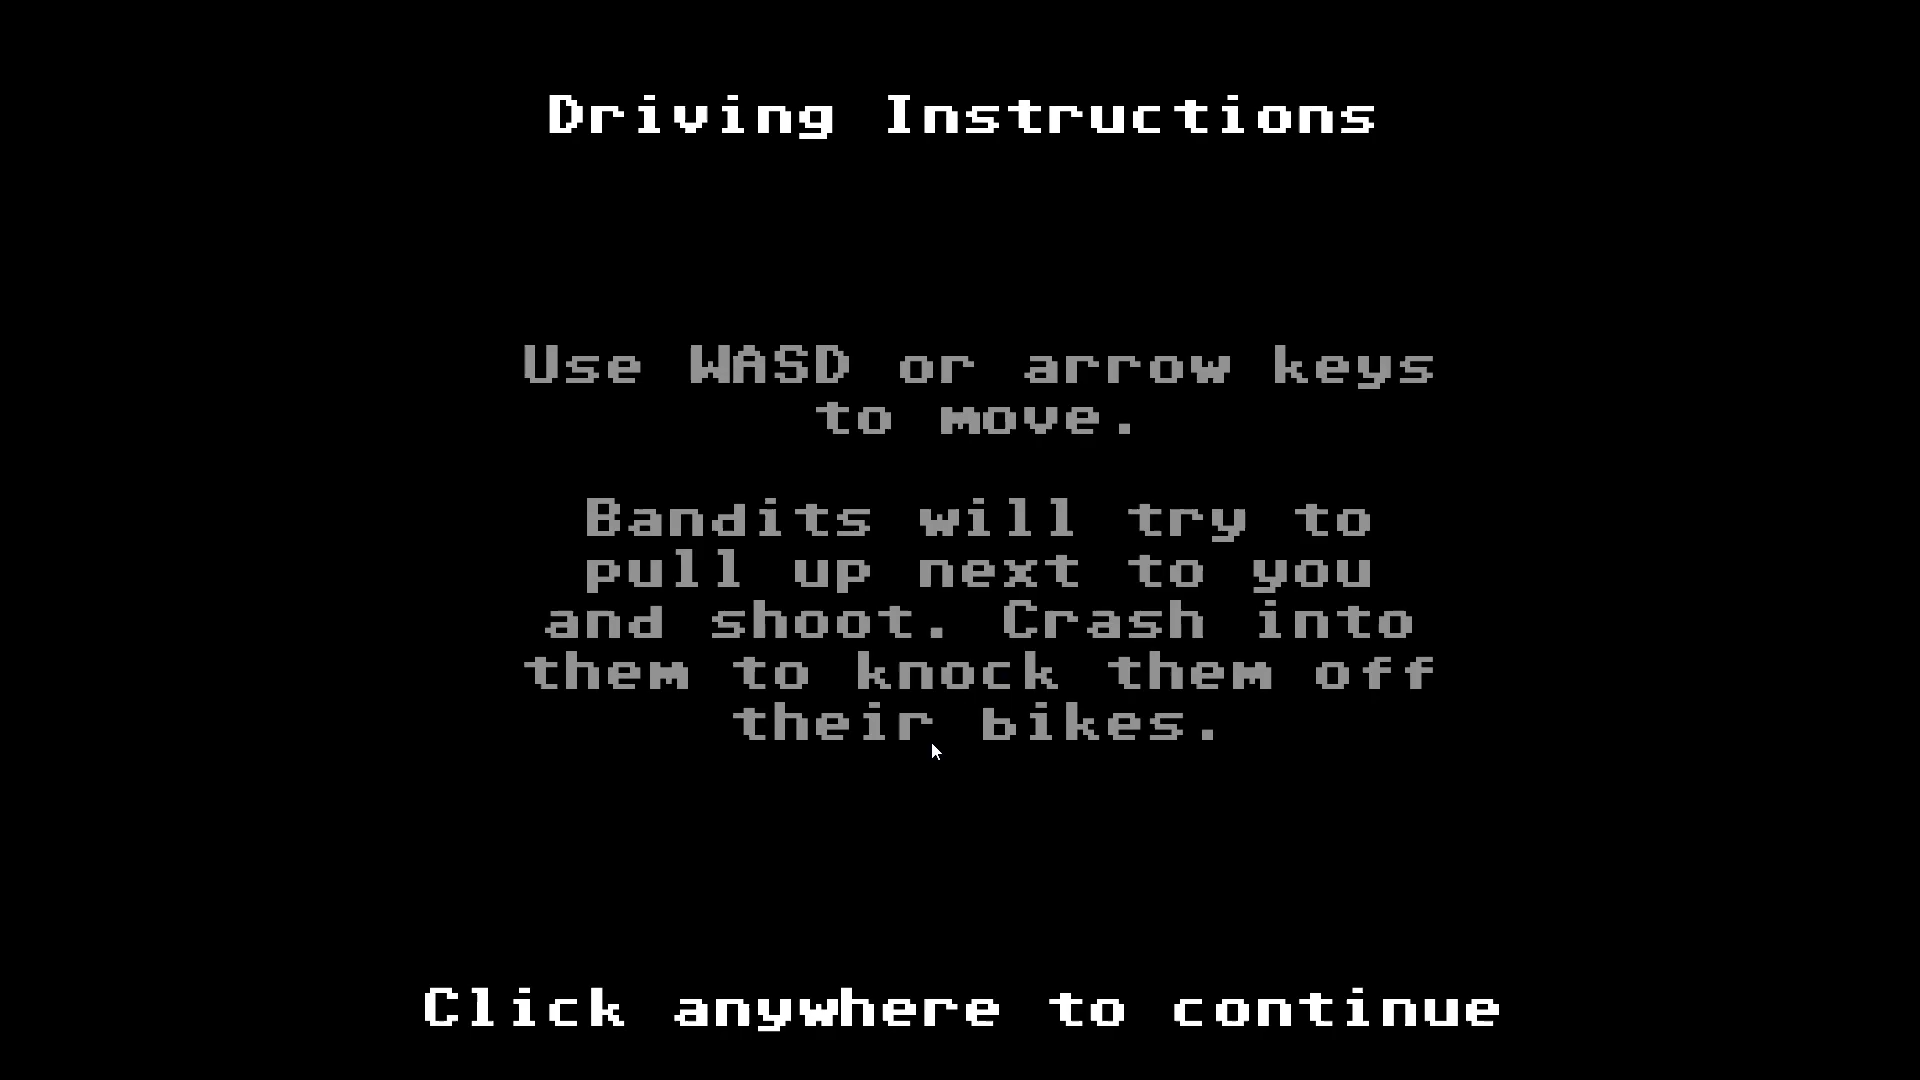 Driving Instructions
Use WASD or arrow keys
to move.
Bandits will try to
pull up next to you
and shoot. Crash into
them to knock them off
their bikes.
Click anywhere to continue